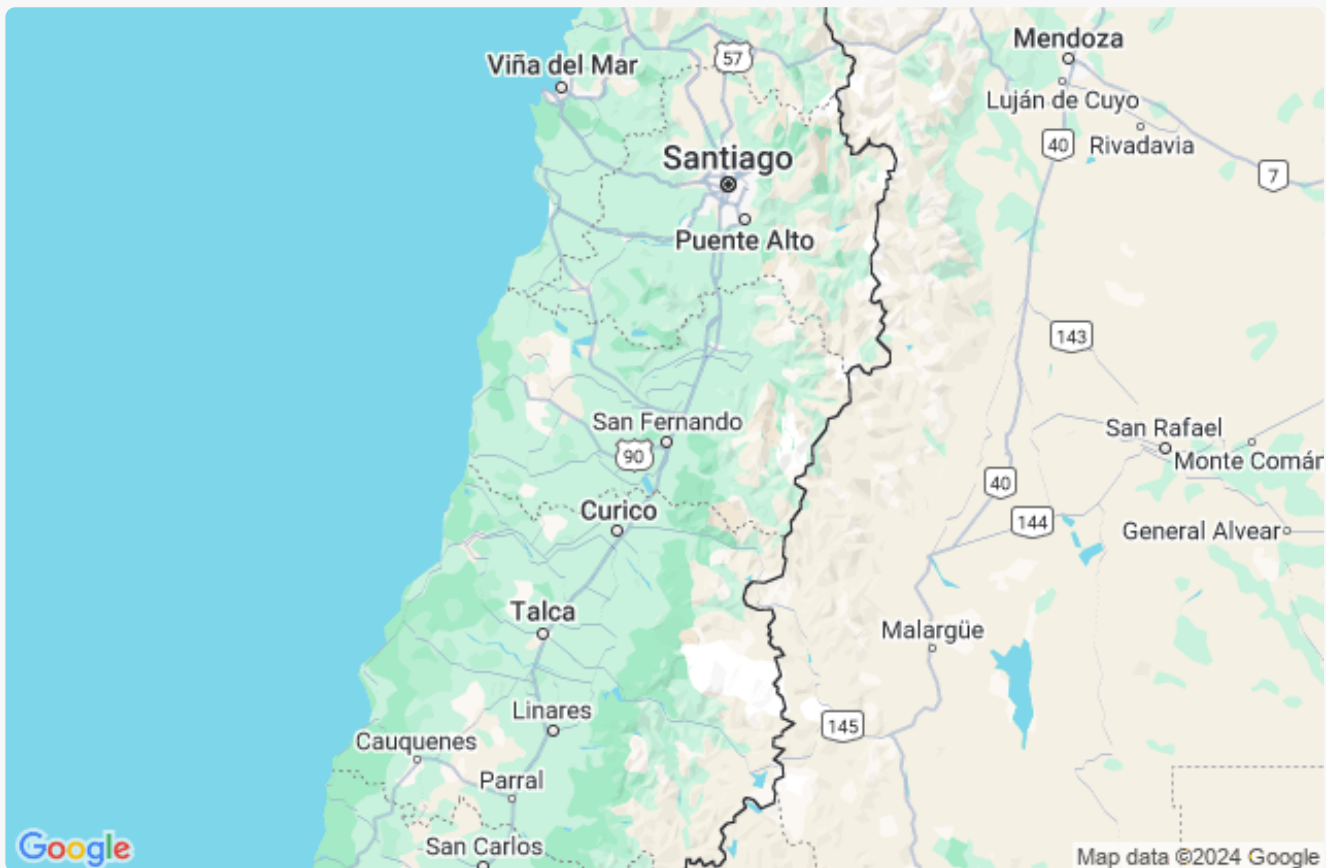 Mendoza
Viña del Mar
57
Luján de Cuyo
Rivadavia
40
Santiago
7
Puente Alto
143
San Fernando
San Rafael
90
Monte Comán
40
Curico
144
General Alvear
Talca
Malargüe
Linares
145
Cauquenes
Parral
San Carlos
Google
Map data ©2024 Google